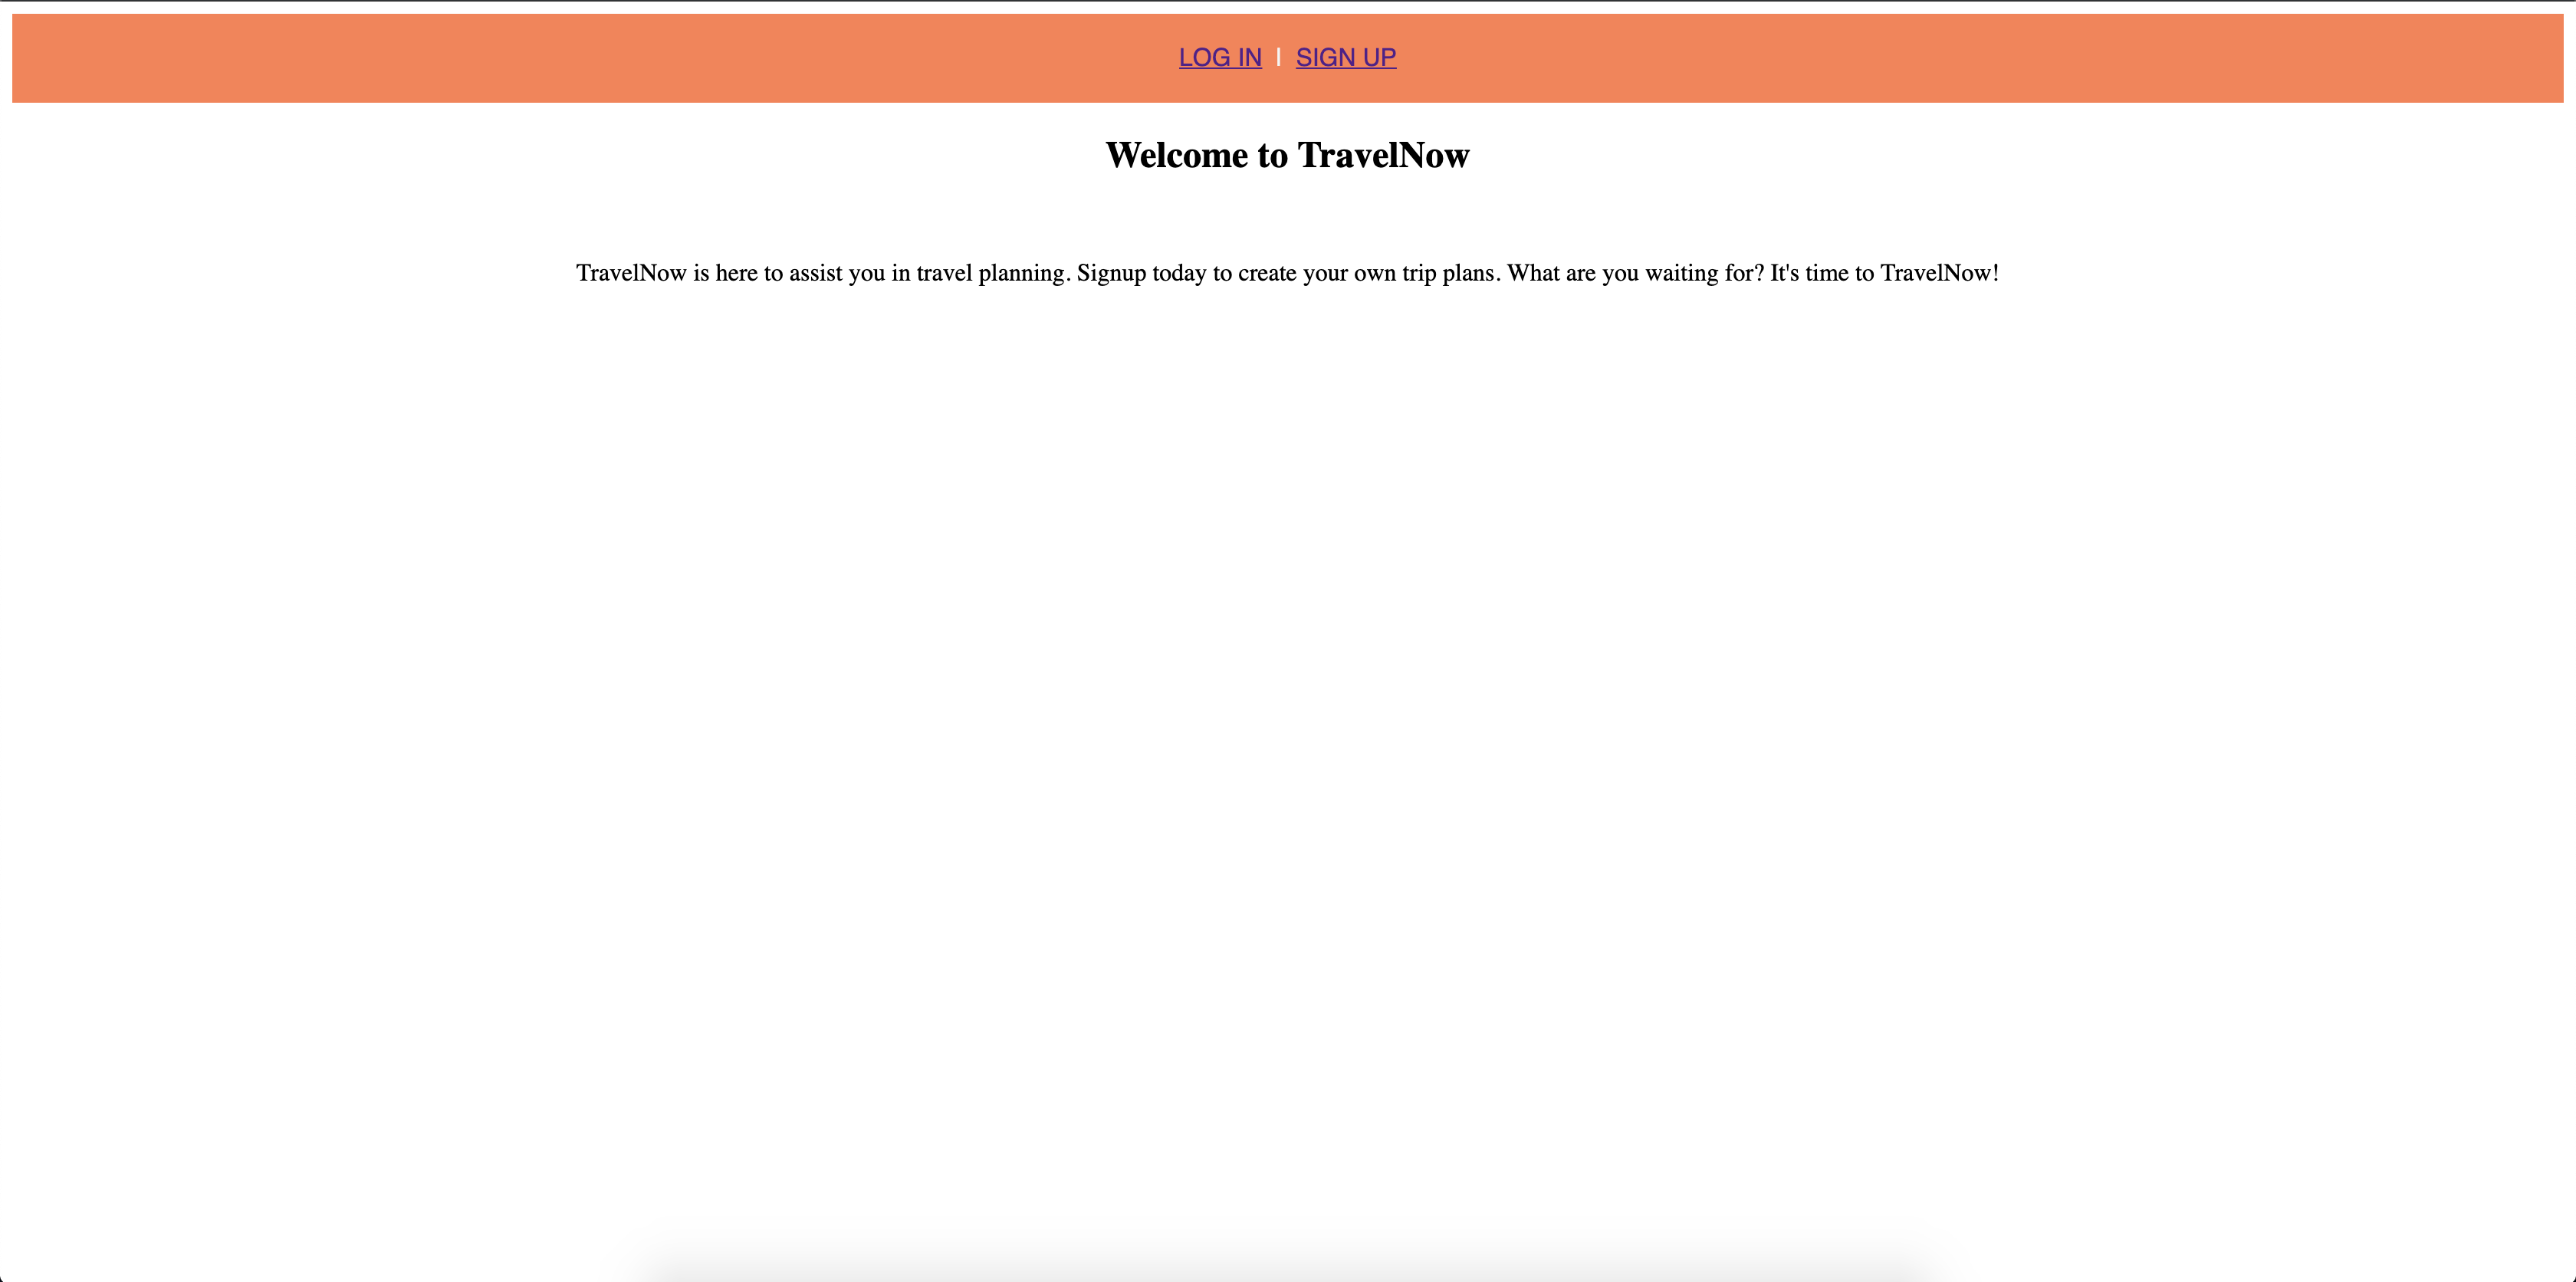 LOG IN | SIGN UP
Welcome to TravelNow
TravelNow is here to assist you in travel planning. Signup today to create your own trip plans. What are you waiting for? It's time to TravelNow!